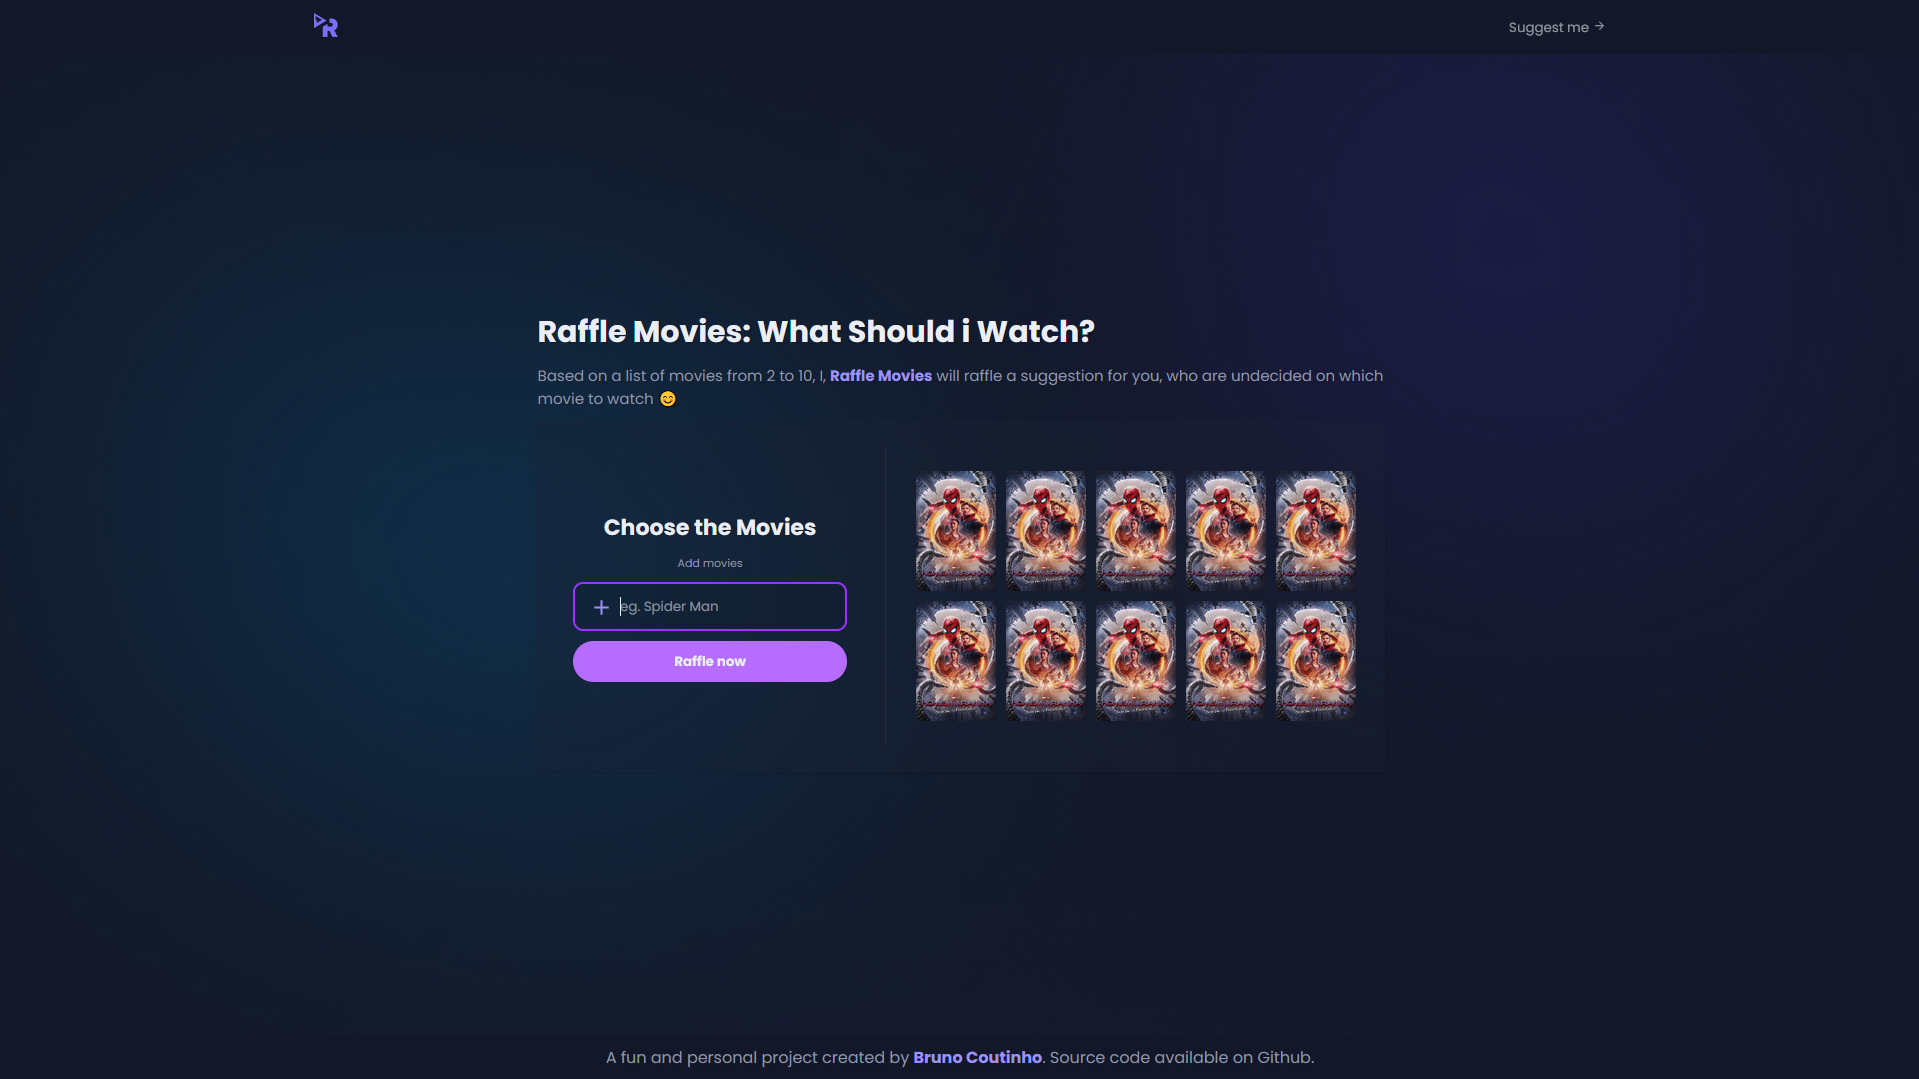 Suggest me →
Raffle Movies: What Should i Watch?
Based on a list of movies from 2 to 10, I, Raffle Movies will raffle a suggestion for you, who are undecided on which
movie to watch 😊
Choose the Movies
Add movies
eg. Spider Man
Raffle now
A fun and personal project created by Bruno Coutinho. Source code available on Github.